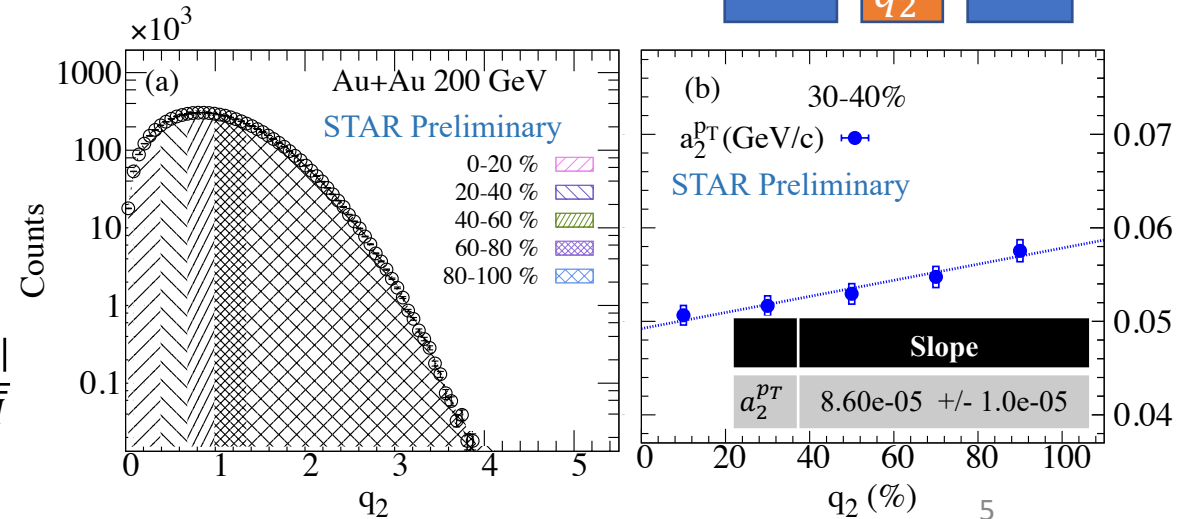 q2
×10³
(a) Au+Au 200 GeV
STAR Preliminary
0-20 %
20-40 %
40-60 %
60-80 %
80-100 %
1000
100
10
1
0.1
Counts
0 1 2 3 4 5
q₂
(b)
30-40%
a₂^pT (GeV/c)
STAR Preliminary
0.07
0.06
0.05
0.04
Slope
a₂^pT 8.60e-05 +/- 1.0e-05
0 20 40 60 80 100
q₂ (%)
5